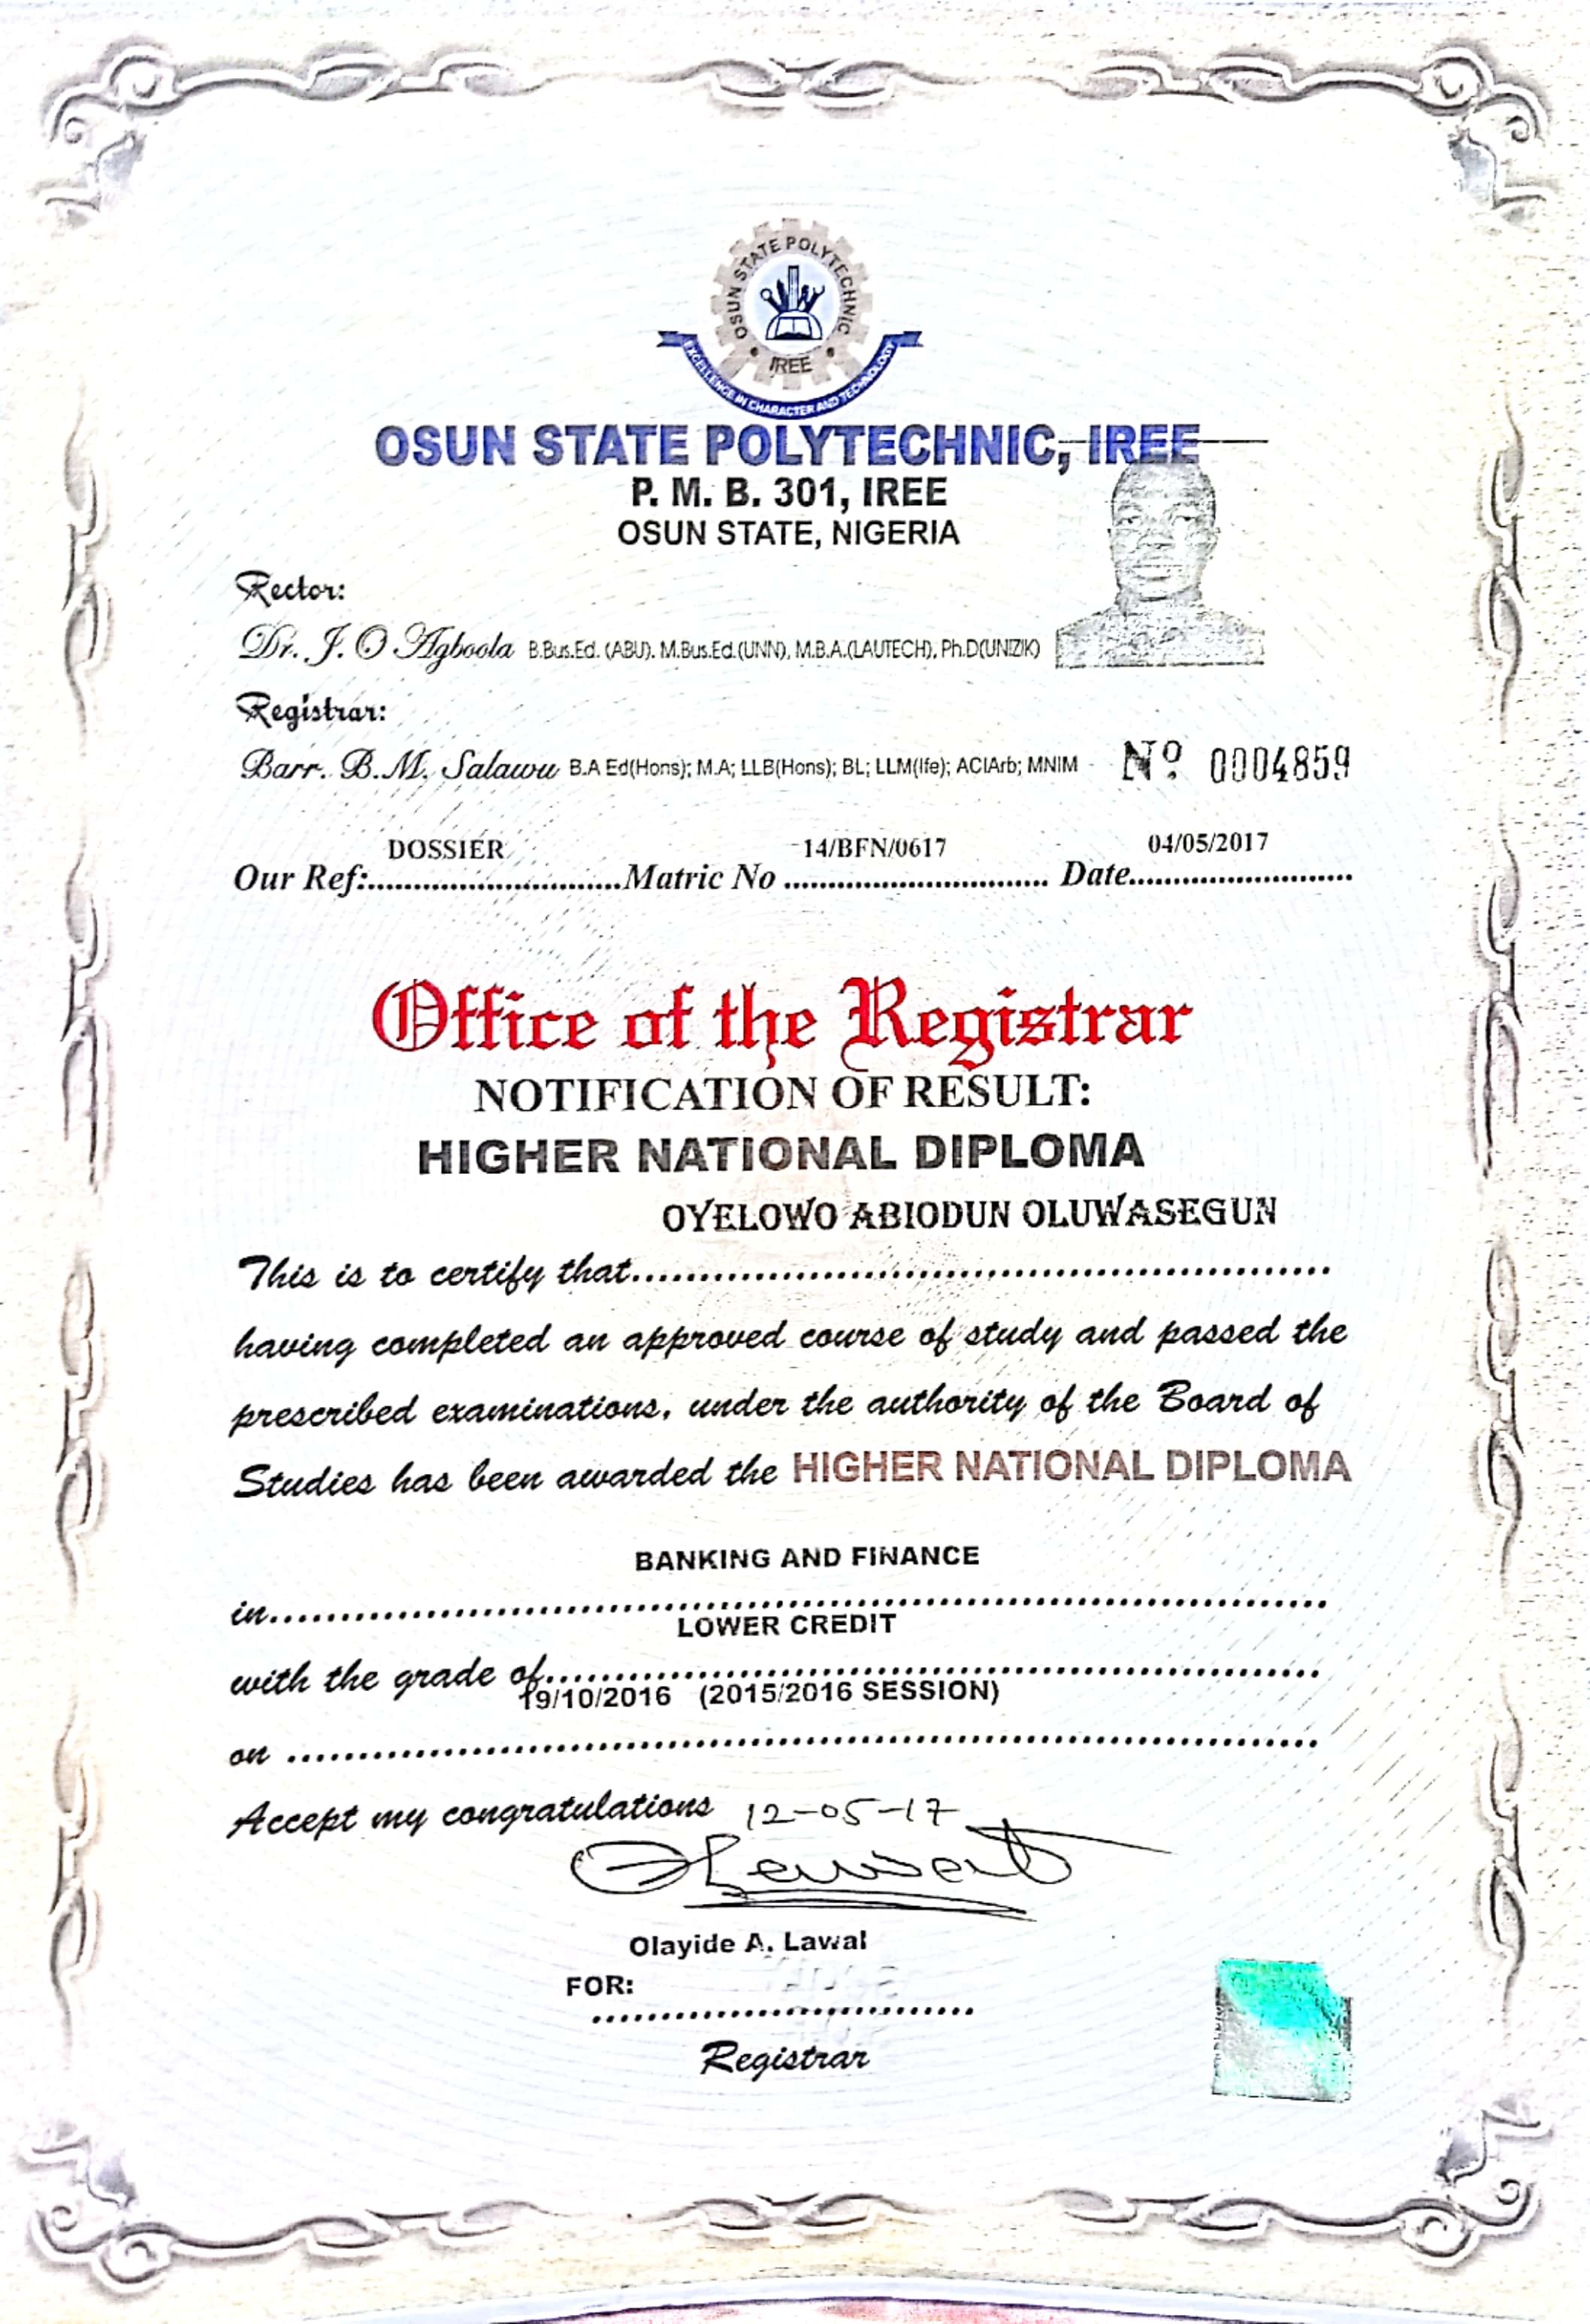 OSUN STATE POLYTECHNIC
IREE
EXCELLENCE IN CHARACTER AND TECHNOLOGY
OSUN STATE POLYTECHNIC, IREE
P. M. B. 301, IREE
OSUN STATE, NIGERIA
Rector:
Dr. J. O Agboola B.Bus.Ed. (ABU). M.Bus.Ed.(UNN), M.B.A.(LAUTECH), Ph.D(UNIZIK)
Registrar:
Barr. B.M. Salawu B.A Ed(Hons); M.A; LLB(Hons); BL; LLM(Ife); ACIArb; MNIM
Nº 0004859
DOSSIER 14/BFN/0617 04/05/2017
Our Ref:............................Matric No ............................. Date.........................
Office of the Registrar
NOTIFICATION OF RESULT:
HIGHER NATIONAL DIPLOMA
OYELOWO ABIODUN OLUWASEGUN
This is to certify that..................................................
having completed an approved course of study and passed the
prescribed examinations, under the authority of the Board of
Studies has been awarded the HIGHER NATIONAL DIPLOMA
BANKING AND FINANCE
in...........................................................................
LOWER CREDIT
with the grade of.......................................................
19/10/2016 (2015/2016 SESSION)
on .........................................................................
Accept my congratulations 12-05-17
Olayide A. Lawal
FOR:
.............................
Registrar